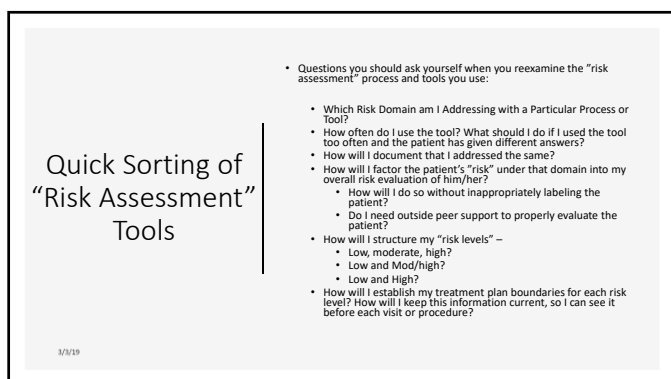 Quick Sorting of
“Risk Assessment”
Tools
• Questions you should ask yourself when you reexamine the ”risk
assessment” process and tools you use:
• Which Risk Domain am I Addressing with a Particular Process or
Tool?
• How often do I use the tool? What should I do if I used the tool
too often and the patient has given different answers?
• How will I document that I addressed the same?
• How will I factor the patient’s ”risk” under that domain into my
overall risk evaluation of him/her?
• How will I do so without inappropriately labeling the
patient?
• Do I need outside peer support to properly evaluate the
patient?
• How will I structure my “risk levels” –
• Low, moderate, high?
• Low and Mod/high?
• Low and High?
• How will I establish my treatment plan boundaries for each risk
level? How will I keep this information current, so I can see it
before each visit or procedure?
3/3/19